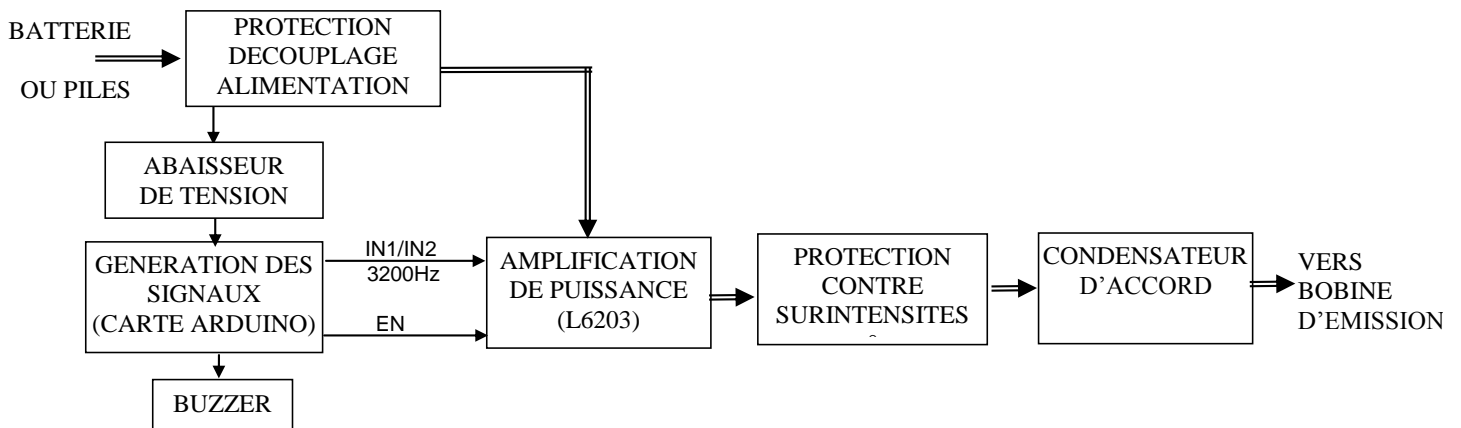 BATTERIE
OU PILES
PROTECTION
DECOUPLAGE
ALIMENTATION
ABAISSEUR
DE TENSION
GENERATION DES
SIGNAUX
(CARTE ARDUINO)
IN1/IN2
3200Hz
EN
BUZZER
AMPLIFICATION
DE PUISSANCE
(L6203)
PROTECTION
CONTRE
SURINTENSITES
CONDENSATEUR
D’ACCORD
VERS
BOBINE
D’EMISSION